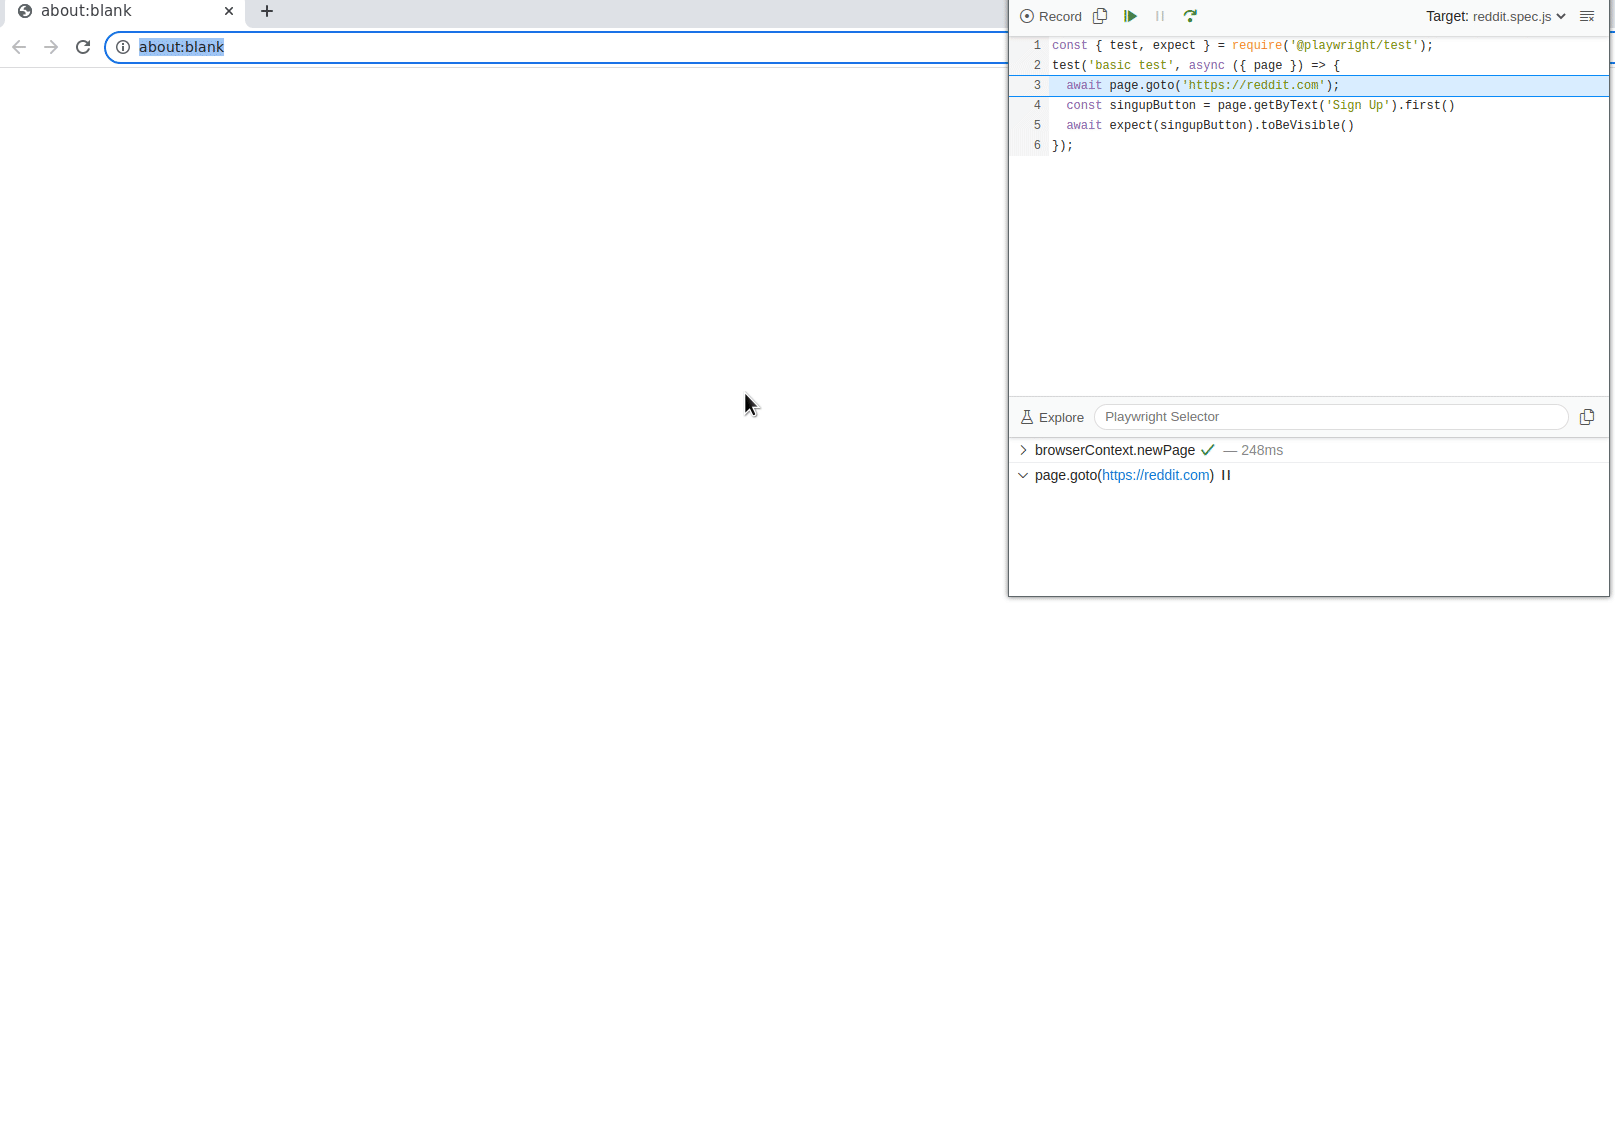 about:blank
about:blank
Record
Target: reddit.spec.js
1 const { test, expect } = require('@playwright/test');
2 test('basic test', async ({ page }) => {
3 await page.goto('https://reddit.com');
4 const singupButton = page.getByText('Sign Up').first()
5 await expect(singupButton).toBeVisible()
6 });
Explore Playwright Selector
browserContext.newPage — 248ms
page.goto(https://reddit.com)